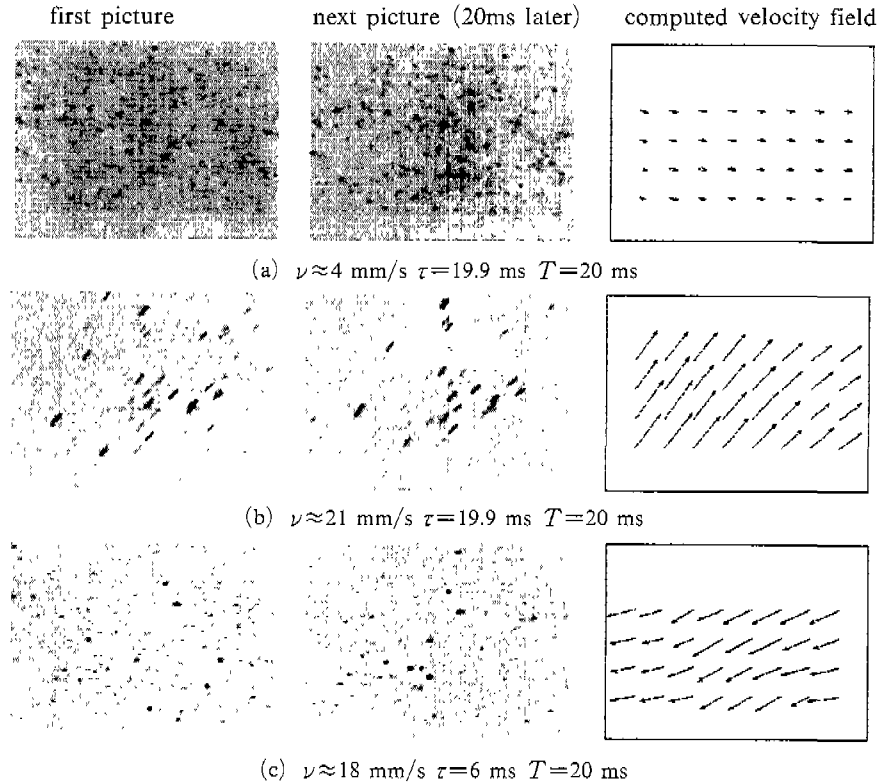 first picture next picture (20ms later) computed velocity field
(a) ν≈4 mm/s τ=19.9 ms T=20 ms
(b) ν≈21 mm/s τ=19.9 ms T=20 ms
(c) ν≈18 mm/s τ=6 ms T=20 ms